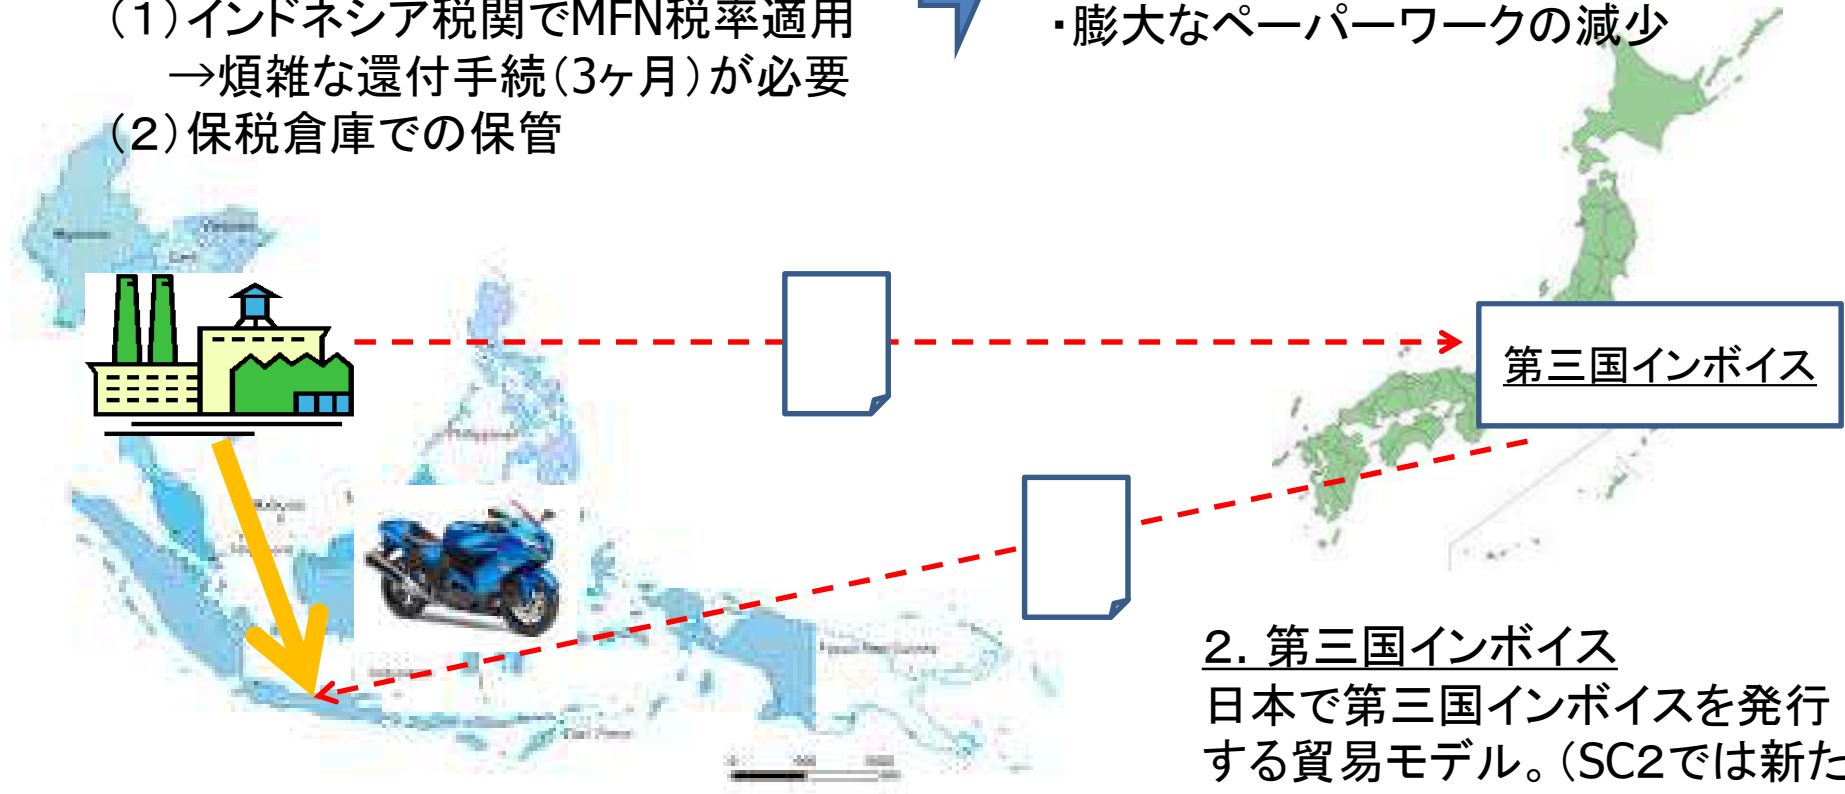 （１）インドネシア税関でMFN税率適用
→煩雑な還付手続（3ヶ月）が必要
（２）保税倉庫での保管
・膨大なペーパーワークの減少
第三国インボイス
２．第三国インボイス
日本で第三国インボイスを発行
する貿易モデル。（SC2では新た